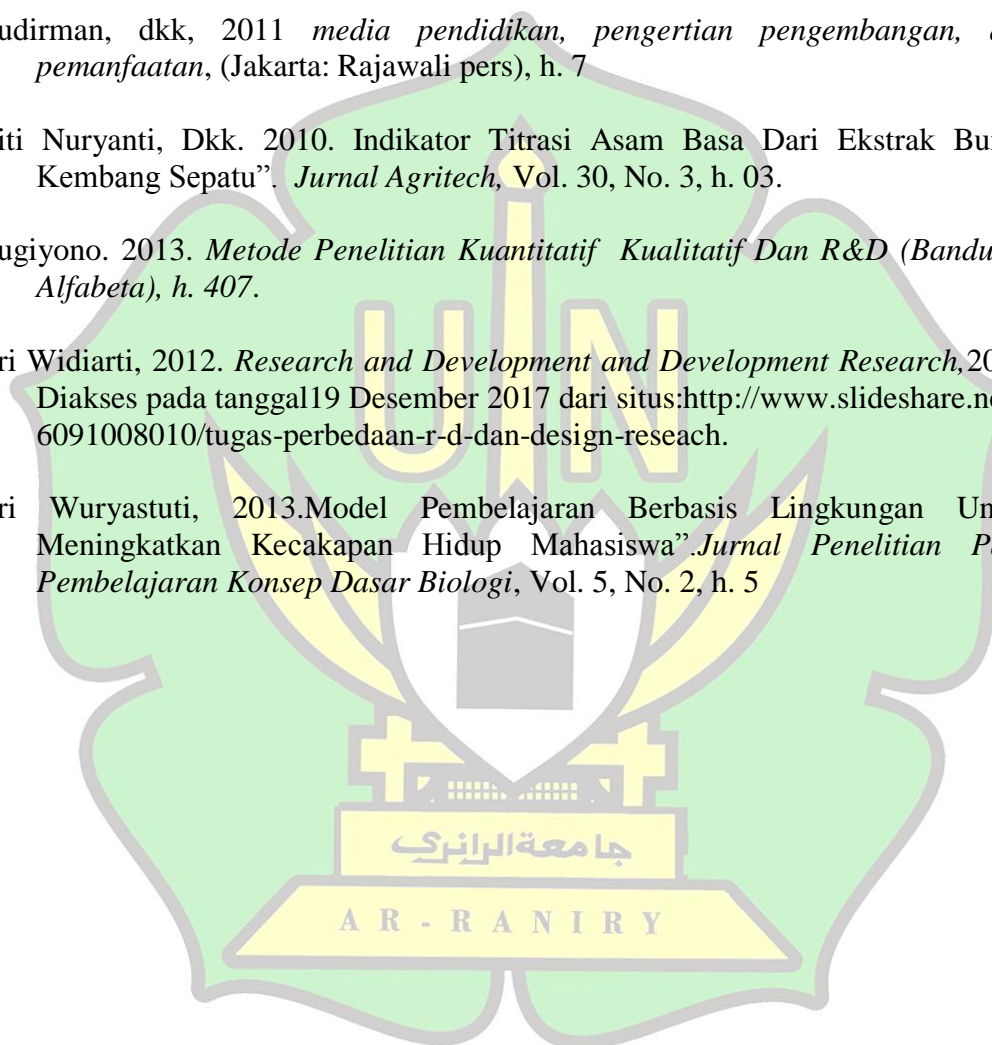 udirman, dkk, 2011 media pendidikan, pengertian pengembangan,
pemanfaatan, (Jakarta: Rajawali pers), h. 7
iti Nuryanti, Dkk. 2010. Indikator Titrasi Asam Basa Dari Ekstrak Bu
Kembang Sepatu”. Jurnal Agritech, Vol. 30, No. 3, h. 03.
ugiyono. 2013. Metode Penelitian Kuantitatif Kualitatif Dan R&D (Bandu
Alfabeta), h. 407.
ri Widiarti, 2012. Research and Development and Development Research,20
Diakses pada tanggal19 Desember 2017 dari situs:http://www.slideshare.n
6091008010/tugas-perbedaan-r-d-dan-design-reseach.
ri Wuryastuti, 2013.Model Pembelajaran Berbasis Lingkungan Un
Meningkatkan Kecakapan Hidup Mahasiswa”.Jurnal Penelitian P
Pembelajaran Konsep Dasar Biologi, Vol. 5, No. 2, h. 5
UIN
جامعة الرانري
AR-RANIRY